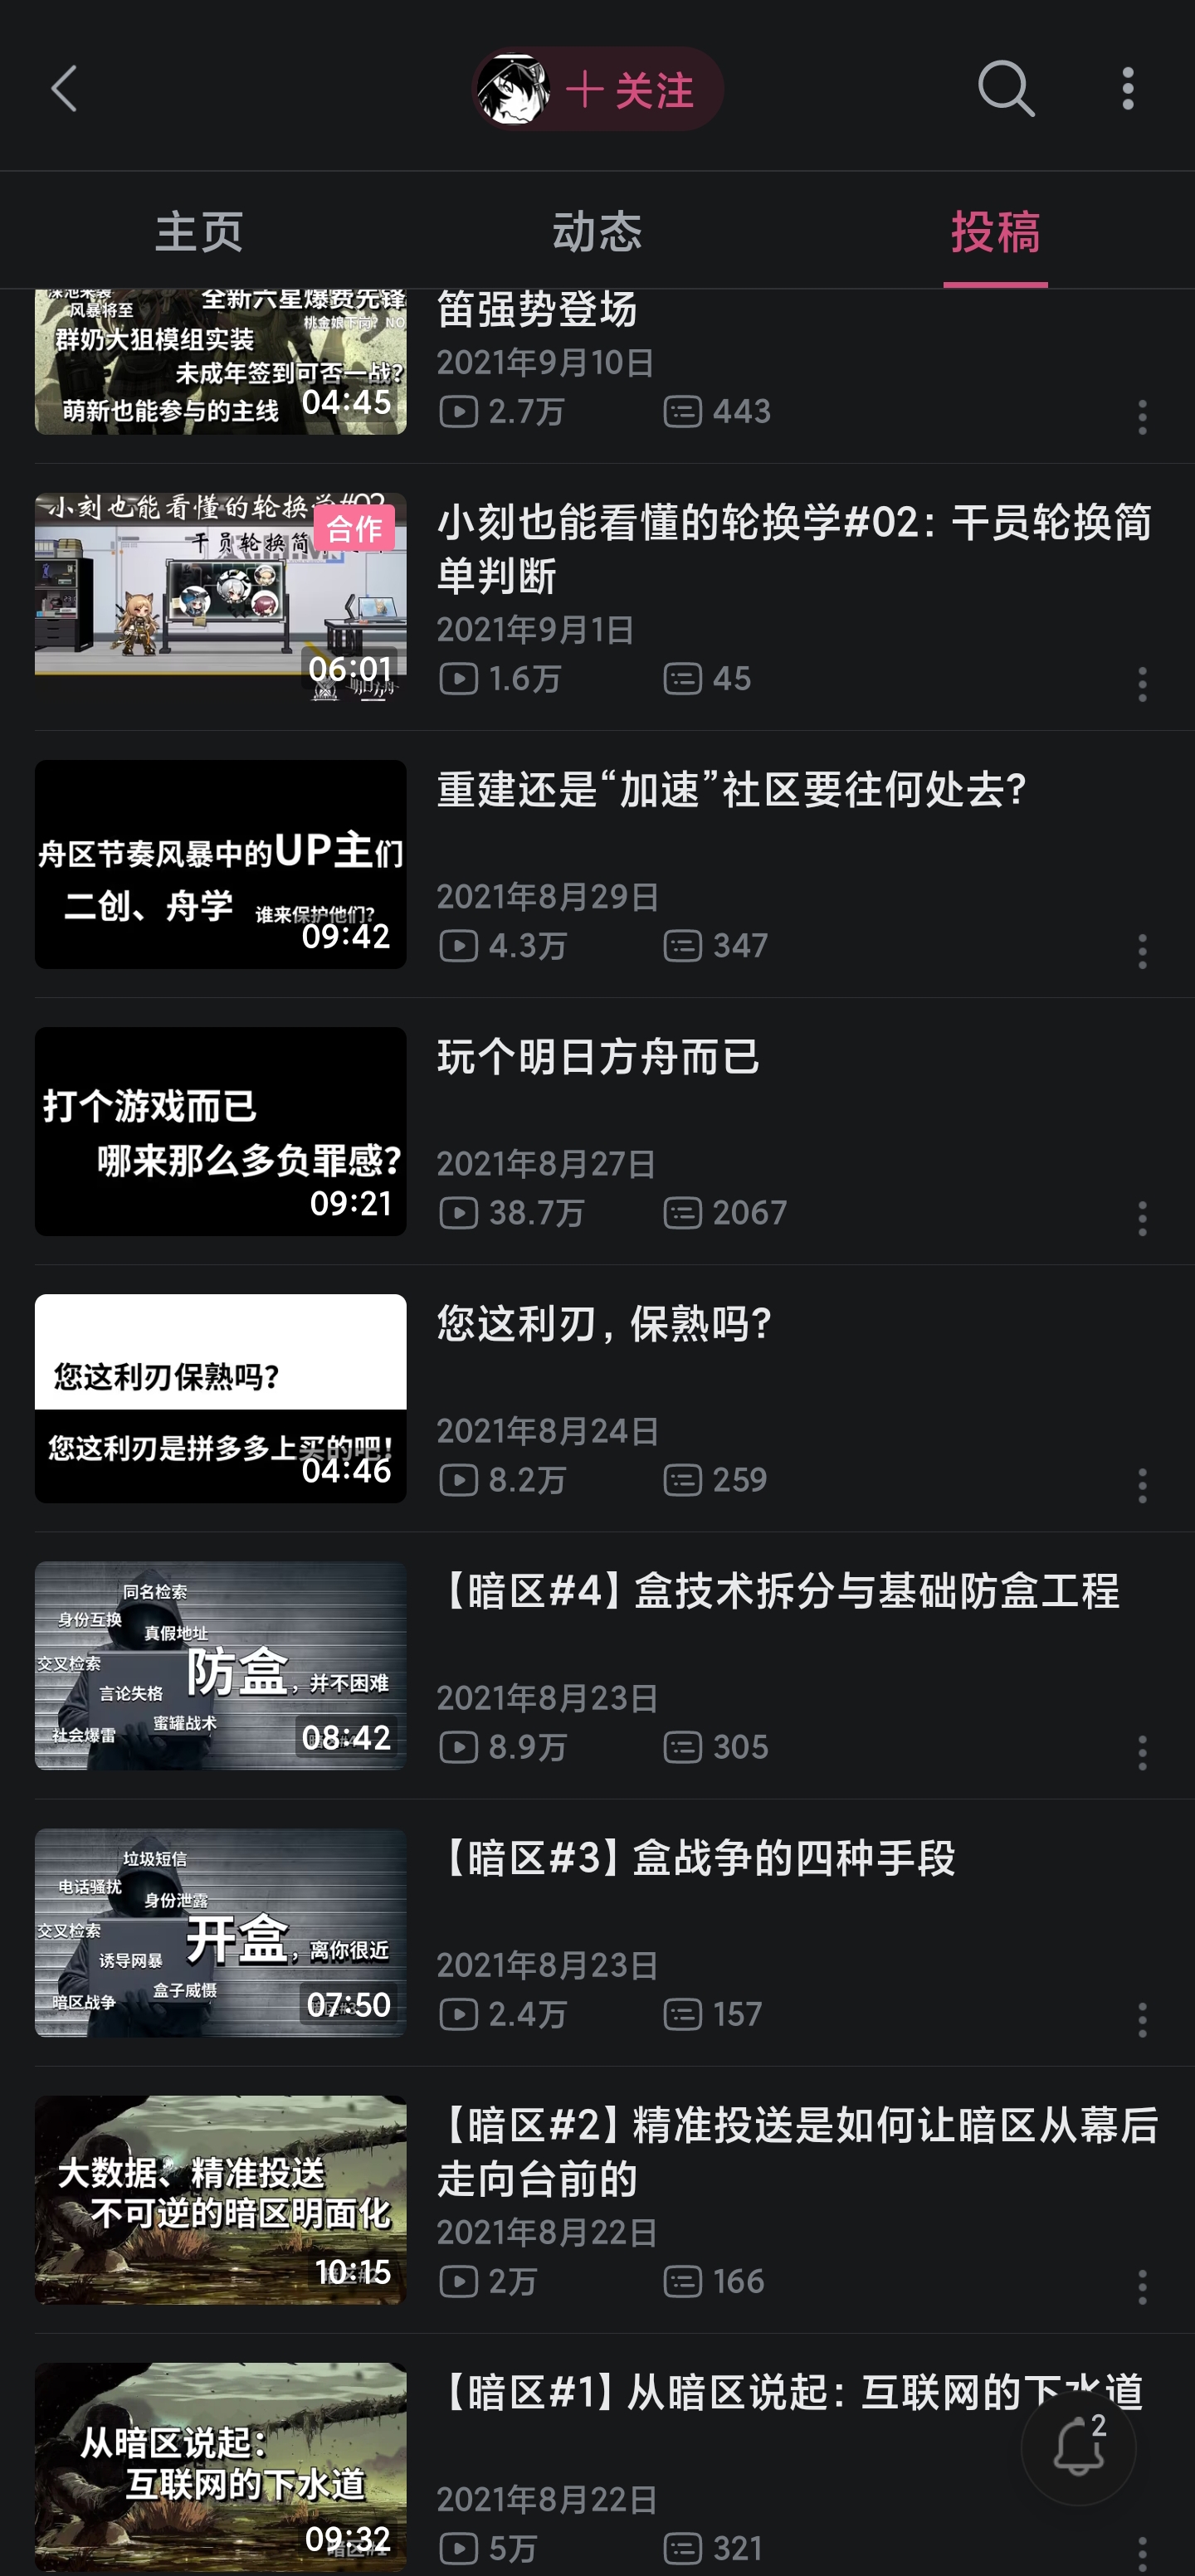 关注
主页
动态
投稿
风暴将至
全新六星爆费先锋
桃金娘下岗？NO
群奶大狙模组实装
未成年签到可否一战？
萌新也能参与的主线
04:45
笛强势登场
2021年9月10日
2.7万
443
小刻也能看懂的轮换学#02
合作
干员轮换简
06:01
明日方舟
小刻也能看懂的轮换学#02：干员轮换简
单判断
2021年9月1日
1.6万
45
舟区节奏风暴中的UP主们
二创、舟学
谁来保护他们？
09:42
重建还是“加速”社区要往何处去？
2021年8月29日
4.3万
347
打个游戏而已
哪来那么多负罪感？
09:21
玩个明日方舟而已
2021年8月27日
38.7万
2067
您这利刃保熟吗？
您这利刃是拼多多上买的吧！
04:46
您这利刃，保熟吗？
2021年8月24日
8.2万
259
同名检索
身份互换
真假地址
交叉检索
防盒，并不困难
言论失格
蜜罐战术
社会爆雷
08:42
【暗区#4】盒技术拆分与基础防盒工程
2021年8月23日
8.9万
305
垃圾短信
电话骚扰
身份泄露
交叉检索
开盒，离你很近
诱导网暴
盒子威慑
暗区战争
暗区#3
07:50
【暗区#3】盒战争的四种手段
2021年8月23日
2.4万
157
大数据、精准投送
不可逆的暗区明面化
暗区#2
10:15
【暗区#2】精准投送是如何让暗区从幕后
走向台前的
2021年8月22日
2万
166
从暗区说起：
互联网的下水道
暗区#1
09:32
【暗区#1】从暗区说起：互联网的下水道
2
2021年8月22日
5万
321